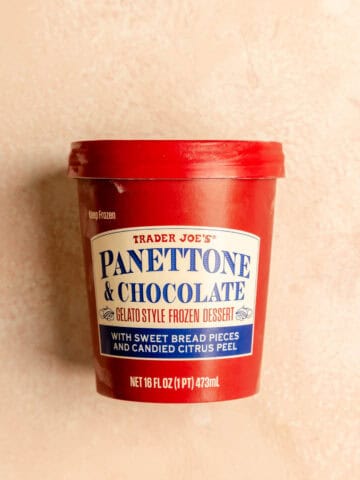 Keep Frozen
TRADER JOE'S®
PANETTONE
& CHOCOLATE
GELATO STYLE FROZEN DESSERT
WITH SWEET BREAD PIECES
AND CANDIED CITRUS PEEL
NET 16 FL OZ (1 PT) 473mL